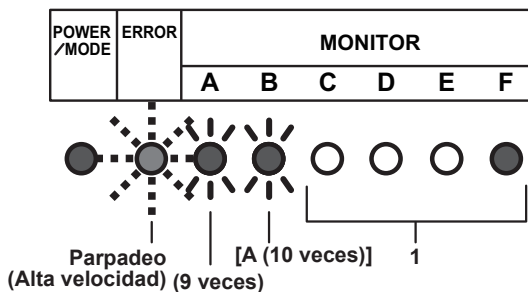 POWER
/MODE
ERROR
MONITOR
A B C D E F
Parpadeo
(Alta velocidad)
(9 veces)
[A (10 veces)]
1